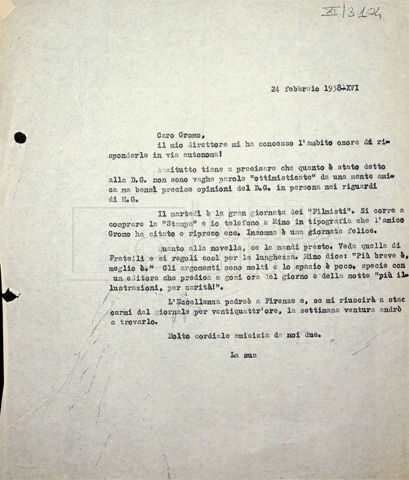 XI/3104
24 febbraio 1938-XVI
Caro Gromo,
il mio direttore mi ha concesso l'ambito onore di ri-
sponderle in via autonoma!
Anzitutto tiene a precisare che quanto è stato detto
alla D.G. non sono vaghe parole "ottimisticate" da una mente ami-
ca ma bensì precise opinioni del D.G. in persona nei riguardi
di M.G.
Il martedì è la gran giornata dei "Filmisti". Si corre a
comprare la "Stampa" e io telefono a Mino in tipografia che l'amico
Gromo ha citato e ripreso ecc. Insomma è una giornata felice.
Quanto alla novella, ce la mandi presto. Veda quella di
Frateili e si regoli così per la lunghezza. Mino dice: "Più breve è,
meglio è." Gli argomenti sono molti e lo spazio è poco, specie con
un editore che predica a ogni ora del giorno e della notte "più il-
lustrazioni, per carità!".
L'Eccellenza padre è a Firenze e, se mi riuscirà a stac
carmi dal giornale per ventiquattr'ore, la settimana ventura andrò
a trovarlo.
Molte cordiale amicizia da noi due.
La sua